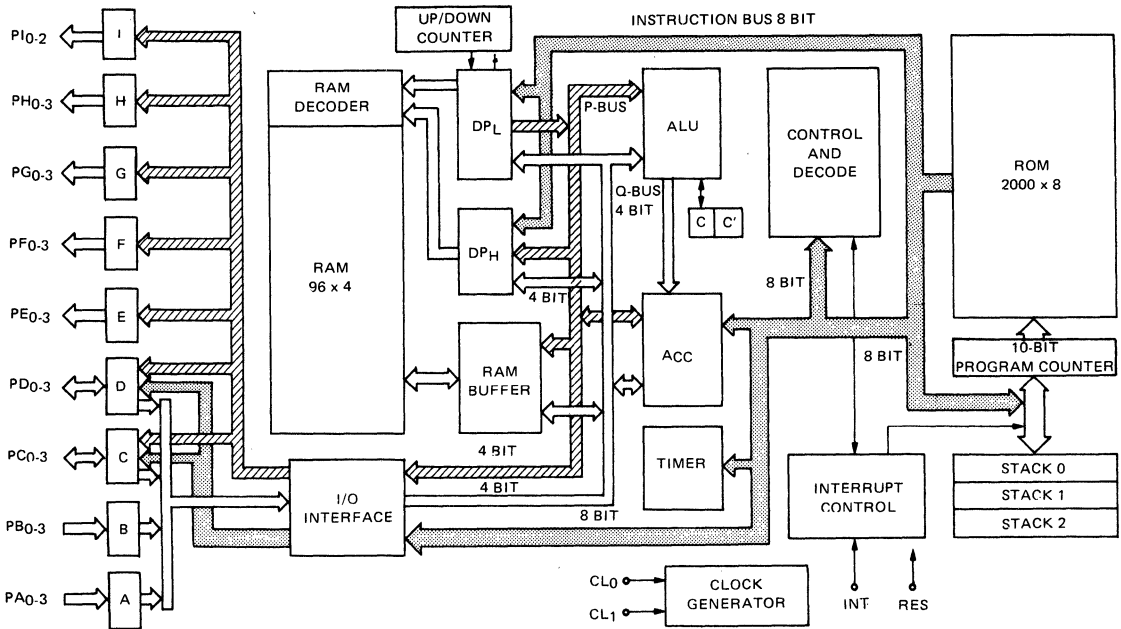 INSTRUCTION BUS 8 BIT
UP/DOWN
COUNTER
PI0-2
I
PH0-3
H
PG0-3
G
PF0-3
F
PE0-3
E
PD0-3
D
PC0-3
C
PB0-3
B
PA0-3
A
RAM
DECODER
RAM
96 x 4
DPL
DPH
4 BIT
RAM
BUFFER
P-BUS
ALU
Q-BUS
4 BIT
C C'
ACC
CONTROL
AND
DECODE
8 BIT
8 BIT
ROM
2000 x 8
10-BIT
PROGRAM COUNTER
STACK 0
STACK 1
STACK 2
4 BIT
4 BIT
8 BIT
I/O
INTERFACE
TIMER
INTERRUPT
CONTROL
INT
RES
CL0
CL1
CLOCK
GENERATOR